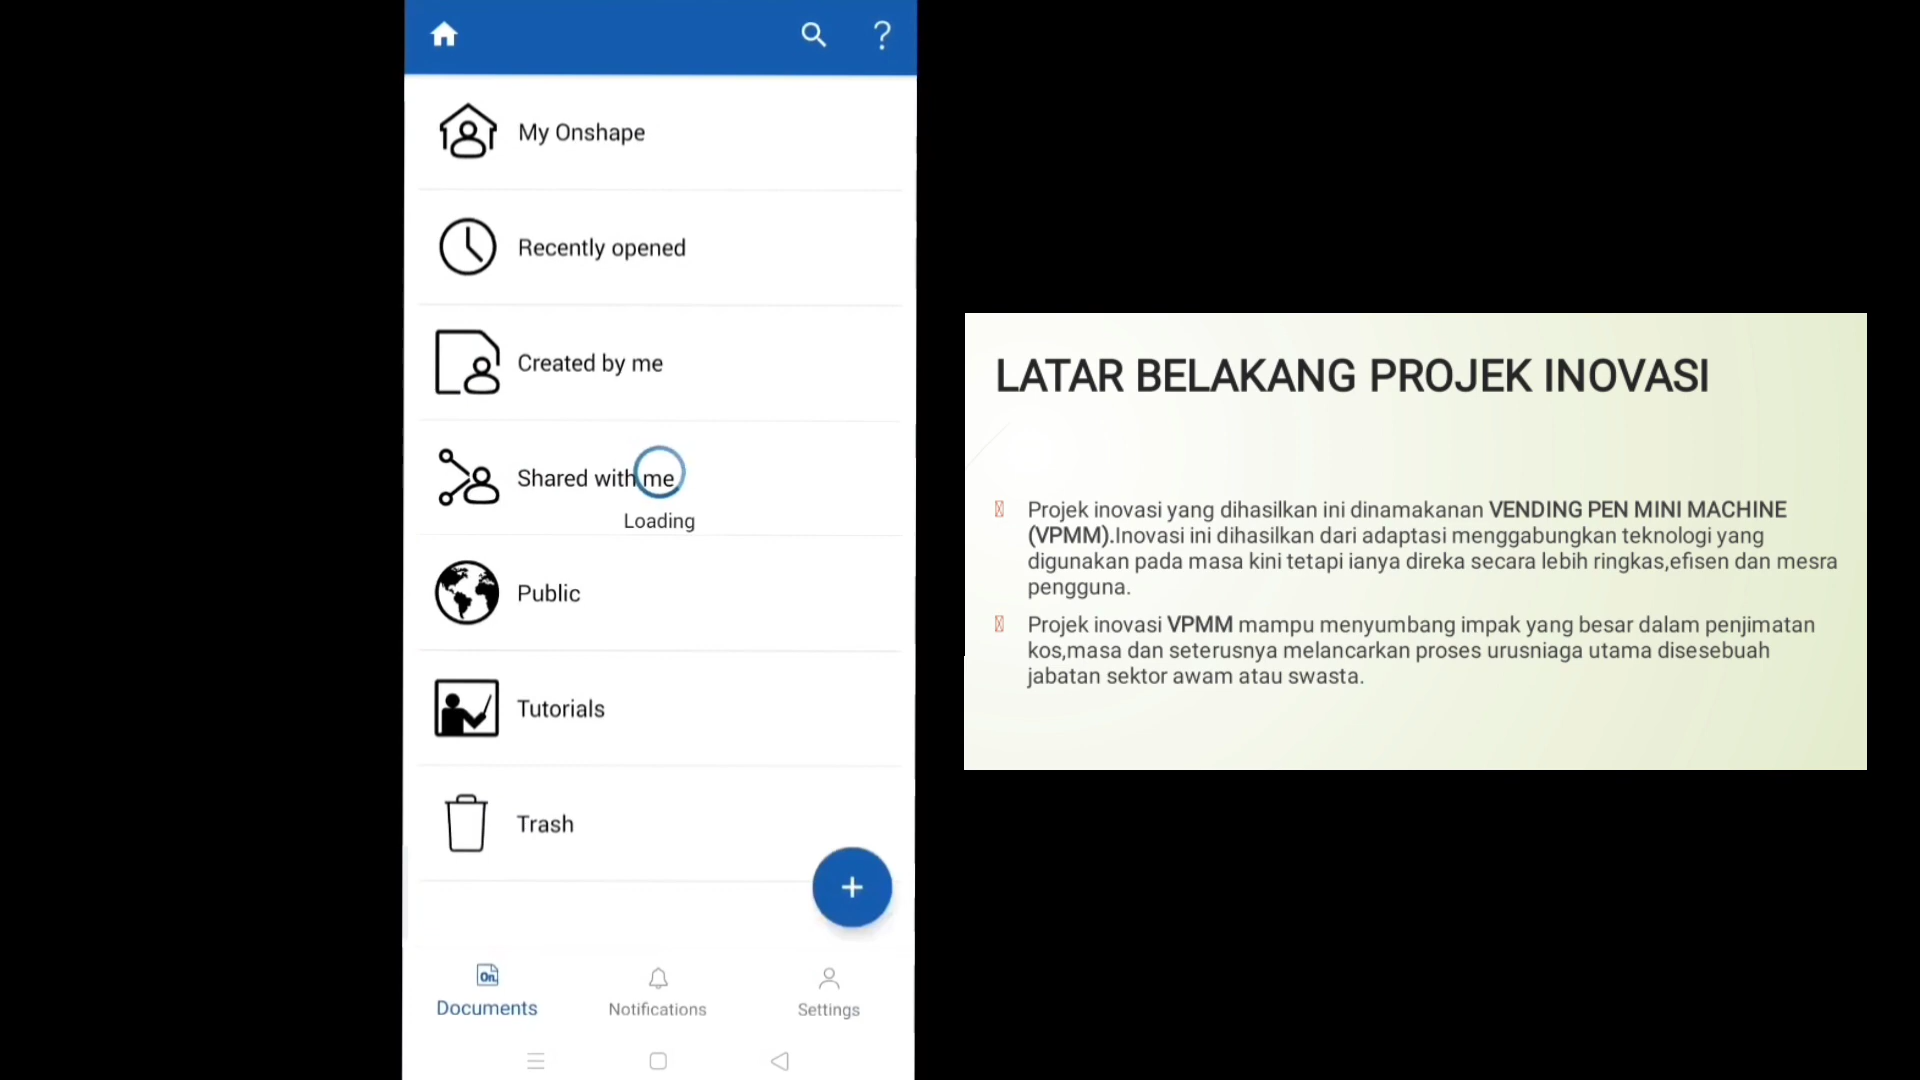 My Onshape
Recently opened
Created by me
Shared with me
Loading
Public
Tutorials
Trash
On
Documents
Notifications
Settings
LATAR BELAKANG PROJEK INOVASI
Projek inovasi yang dihasilkan ini dinamakanan VENDING PEN MINI MACHINE
(VPMM).Inovasi ini dihasilkan dari adaptasi menggabungkan teknologi yang
digunakan pada masa kini tetapi ianya direka secara lebih ringkas,efisen dan mesra
pengguna.
Projek inovasi VPMM mampu menyumbang impak yang besar dalam penjimatan
kos,masa dan seterusnya melancarkan proses urusniaga utama disesebuah
jabatan sektor awam atau swasta.